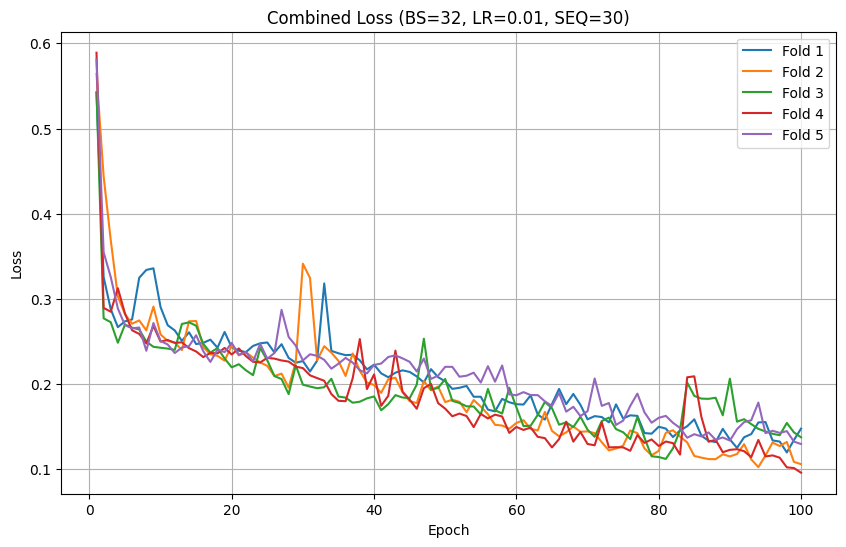 Combined Loss (BS=32, LR=0.01, SEQ=30)
Loss
0.6
0.5
0.4
0.3
0.2
0.1
Fold 1
Fold 2
Fold 3
Fold 4
Fold 5
0 20 40 60 80 100
Epoch